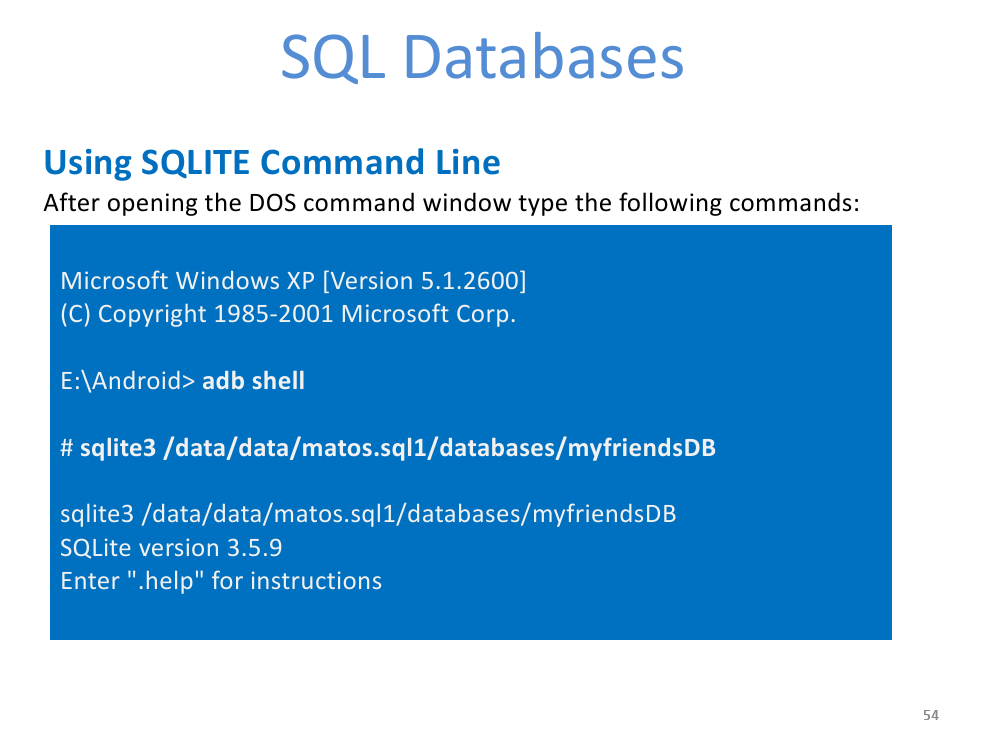 SQL Databases
Using SQLITE Command Line
After opening the DOS command window type the following commands:
Microsoft Windows XP [Version 5.1.2600]
(C) Copyright 1985-2001 Microsoft Corp.
E:\Android> adb shell
# sqlite3 /data/data/matos.sql1/databases/myfriendsDB
sqlite3 /data/data/matos.sql1/databases/myfriendsDB
SQLite version 3.5.9
Enter ".help" for instructions
54